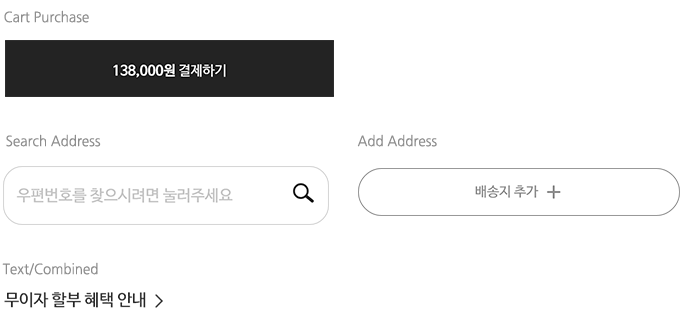 Cart Purchase
138,000원 결제하기
Search Address
Add Address
우편번호를 찾으시려면 눌러주세요
배송지 추가
Text/Combined
무이자 할부 혜택 안내